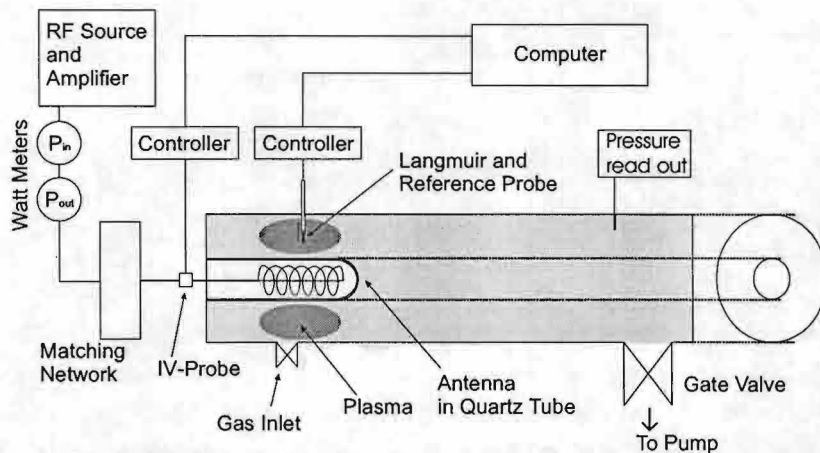 RF Source
and
Amplifier
Computer
Watt Meters
Pin
Pout
Controller
Controller
Langmuir and
Reference Probe
Pressure
read out
Matching
Network
IV-Probe
Gas Inlet
Plasma
Antenna
in Quartz Tube
Gate Valve
To Pump